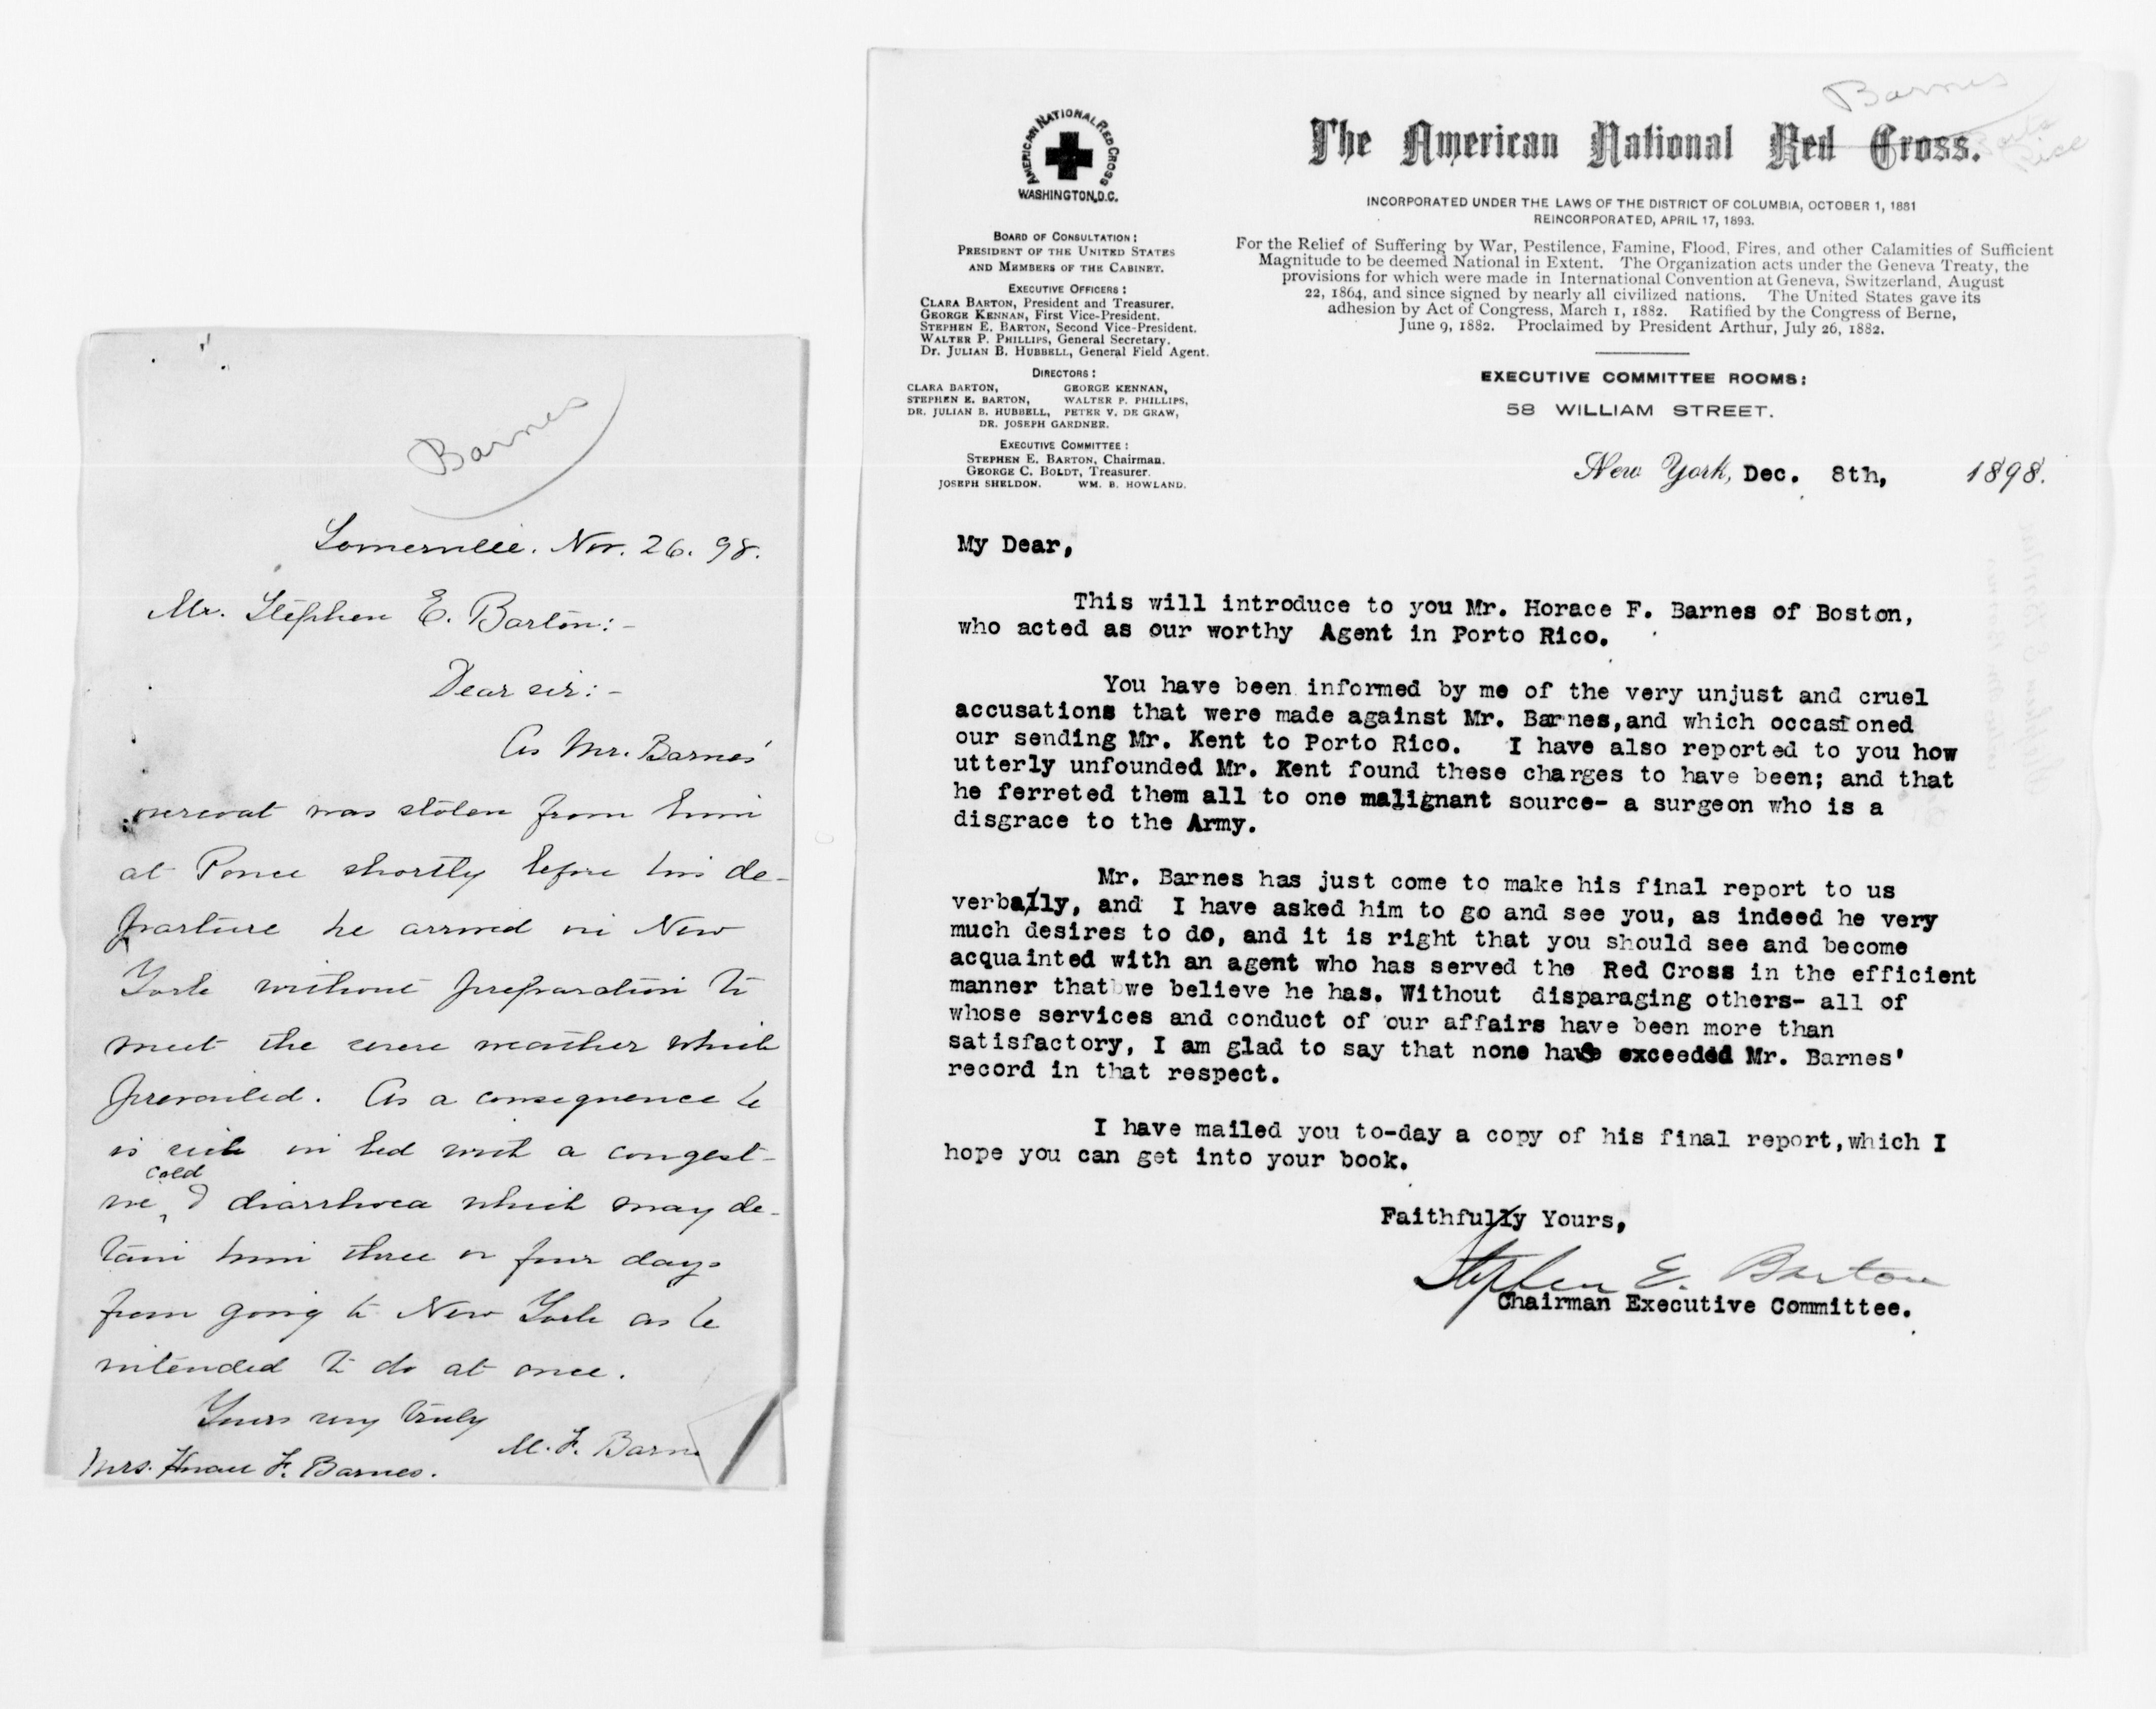 Barnes
Somerville. Nov. 26. 98.
Mr. Stephen E. Barton:-
Dear sir:-
As Mr. Barnes'
overcoat was stolen from him
at Ponce shortly before his de-
parture he arrived in New
York without preparation to
meet the severe weather which
prevailed. As a consequence he
is sick in bed with a congest-
cold
ive & diarrhoea which may de-
tain him three or four days
from going to New York as he
intended to do at once.
Yours very truly
M. F. Barn
Mrs. Horace F. Barnes.
Barnes
Porto
Rico
AMERICAN NATIONAL RED CROSS
WASHINGTON, D.C.
The American National Red Cross.
INCORPORATED UNDER THE LAWS OF THE DISTRICT OF COLUMBIA, OCTOBER 1, 1881
REINCORPORATED, APRIL 17, 1893.
For the Relief of Suffering by War, Pestilence, Famine, Flood, Fires, and other Calamities of Sufficient
Magnitude to be deemed National in Extent. The Organization acts under the Geneva Treaty, the
provisions for which were made in International Convention at Geneva, Switzerland, August
22, 1864, and since signed by nearly all civilized nations. The United States gave its
adhesion by Act of Congress, March 1, 1882. Ratified by the Congress of Berne,
June 9, 1882. Proclaimed by President Arthur, July 26, 1882.
BOARD OF CONSULTATION:
PRESIDENT OF THE UNITED STATES
AND MEMBERS OF THE CABINET.
EXECUTIVE OFFICERS:
CLARA BARTON, President and Treasurer.
GEORGE KENNAN, First Vice-President.
STEPHEN E. BARTON, Second Vice-President.
WALTER P. PHILLIPS, General Secretary.
Dr. JULIAN B. HUBBELL, General Field Agent.
DIRECTORS:
CLARA BARTON, GEORGE KENNAN,
STEPHEN E. BARTON, WALTER P. PHILLIPS,
DR. JULIAN B. HUBBELL, PETER V. DE GRAW,
DR. JOSEPH GARDNER.
EXECUTIVE COMMITTEE:
STEPHEN E. BARTON, Chairman.
GEORGE C. BOLDT, Treasurer.
JOSEPH SHELDON. WM. B. HOWLAND.
EXECUTIVE COMMITTEE ROOMS:
58 WILLIAM STREET.
New York, Dec. 8th, 1898.
My Dear,
This will introduce to you Mr. Horace F. Barnes of Boston,
who acted as our worthy Agent in Porto Rico.
You have been informed by me of the very unjust and cruel
accusations that were made against Mr. Barnes,and which occasioned
our sending Mr. Kent to Porto Rico. I have also reported to you how
utterly unfounded Mr. Kent found these charges to have been; and that
he ferreted them all to one malignant source- a surgeon who is a
disgrace to the Army.
Mr. Barnes has just come to make his final report to us
verbally, and I have asked him to go and see you, as indeed he very
much desires to do, and it is right that you should see and become
acquainted with an agent who has served the Red Cross in the efficient
manner that we believe he has. Without disparaging others- all of
whose services and conduct of our affairs have been more than
satisfactory, I am glad to say that none have exceeded Mr. Barnes'
record in that respect.
I have mailed you to-day a copy of his final report,which I
hope you can get into your book.
Faithfully Yours,
Stephen E. Barton
Chairman Executive Committee.